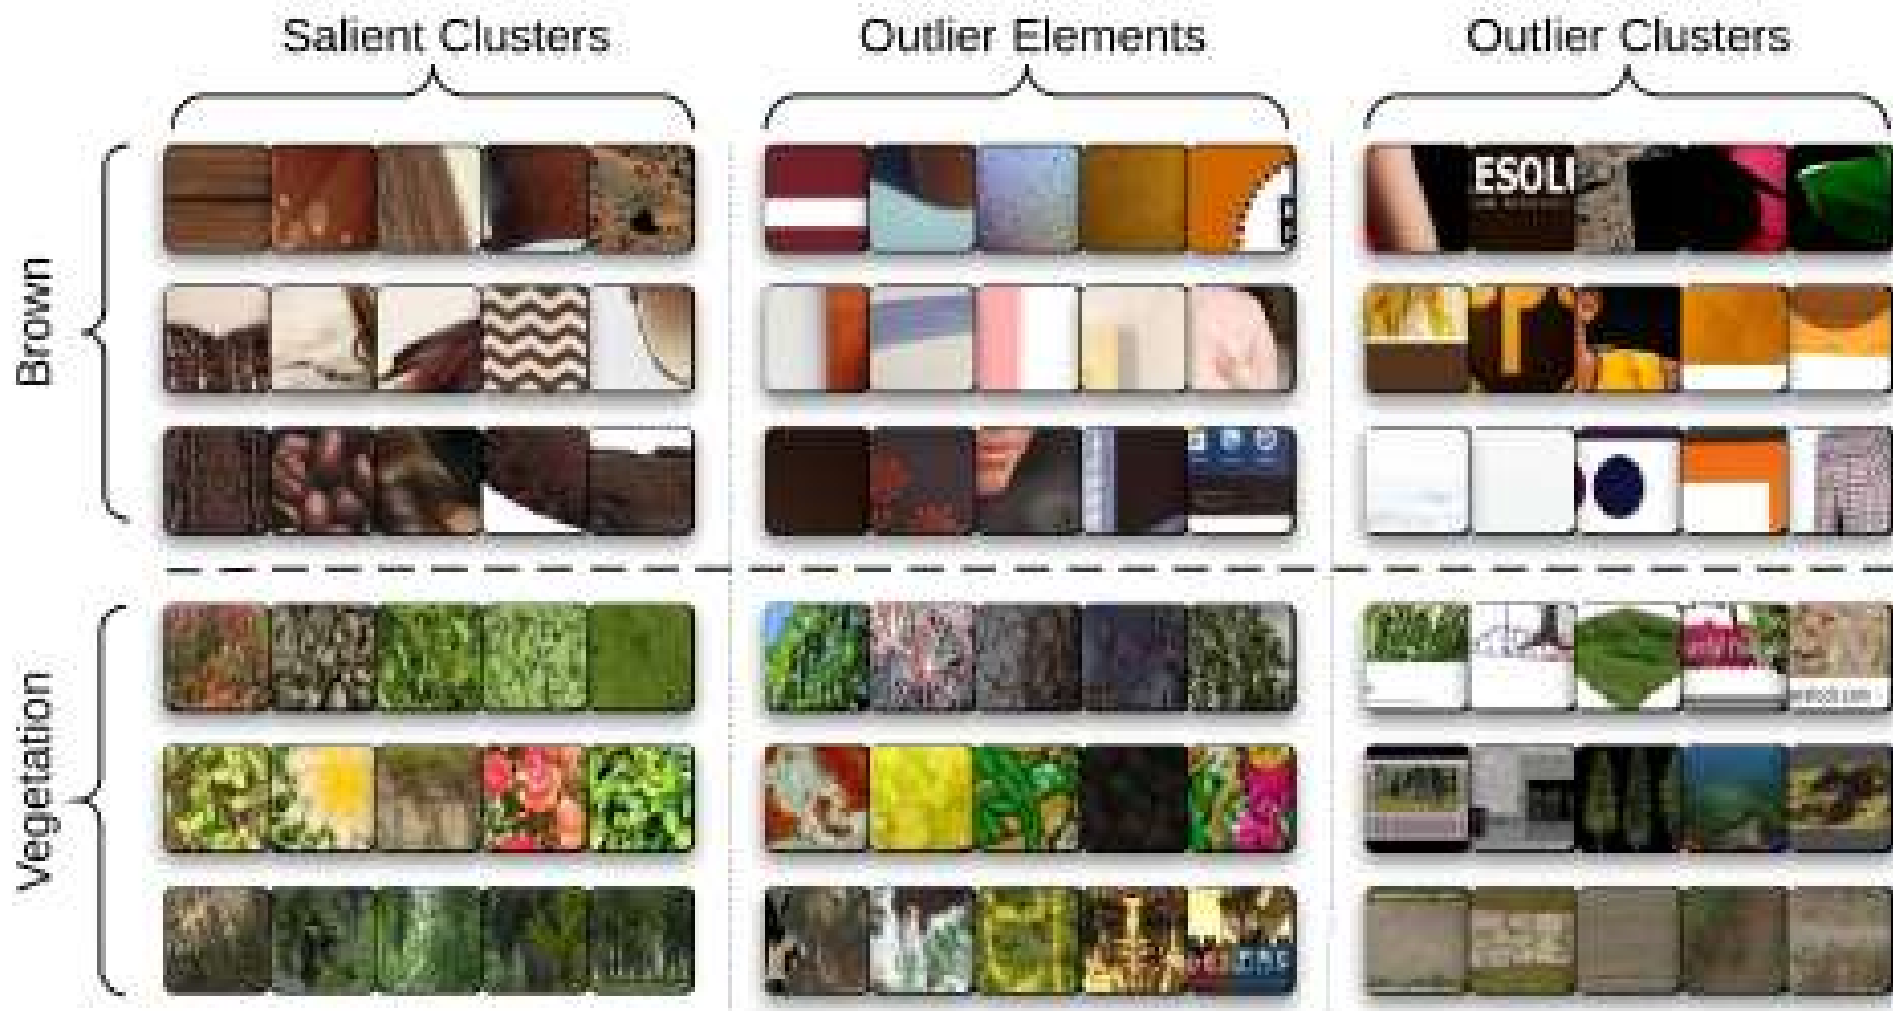 Salient Clusters
Outlier Elements
Outlier Clusters
Brown
ESOLI
Vegetation